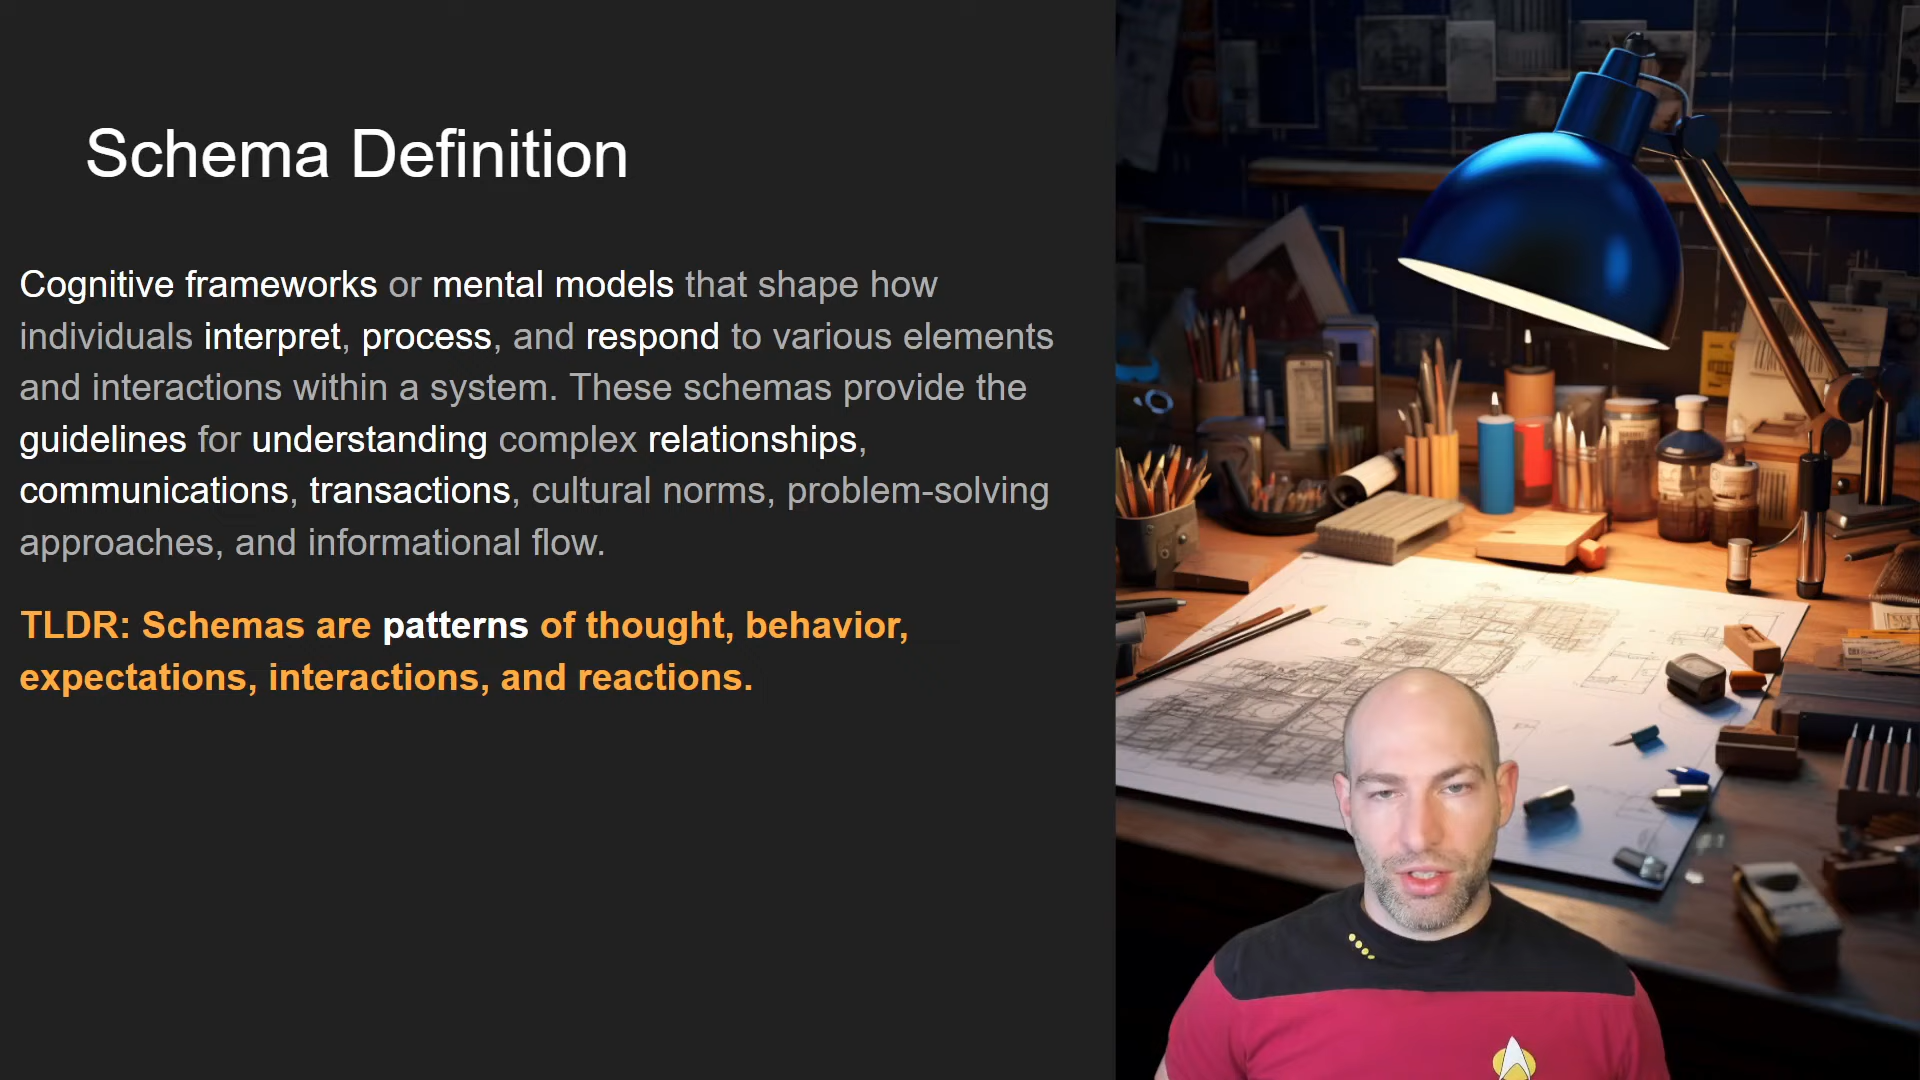 Schema Definition
Cognitive frameworks or mental models that shape how
individuals interpret, process, and respond to various elements
and interactions within a system. These schemas provide the
guidelines for understanding complex relationships,
communications, transactions, cultural norms, problem-solving
approaches, and informational flow.
TLDR: Schemas are patterns of thought, behavior,
expectations, interactions, and reactions.